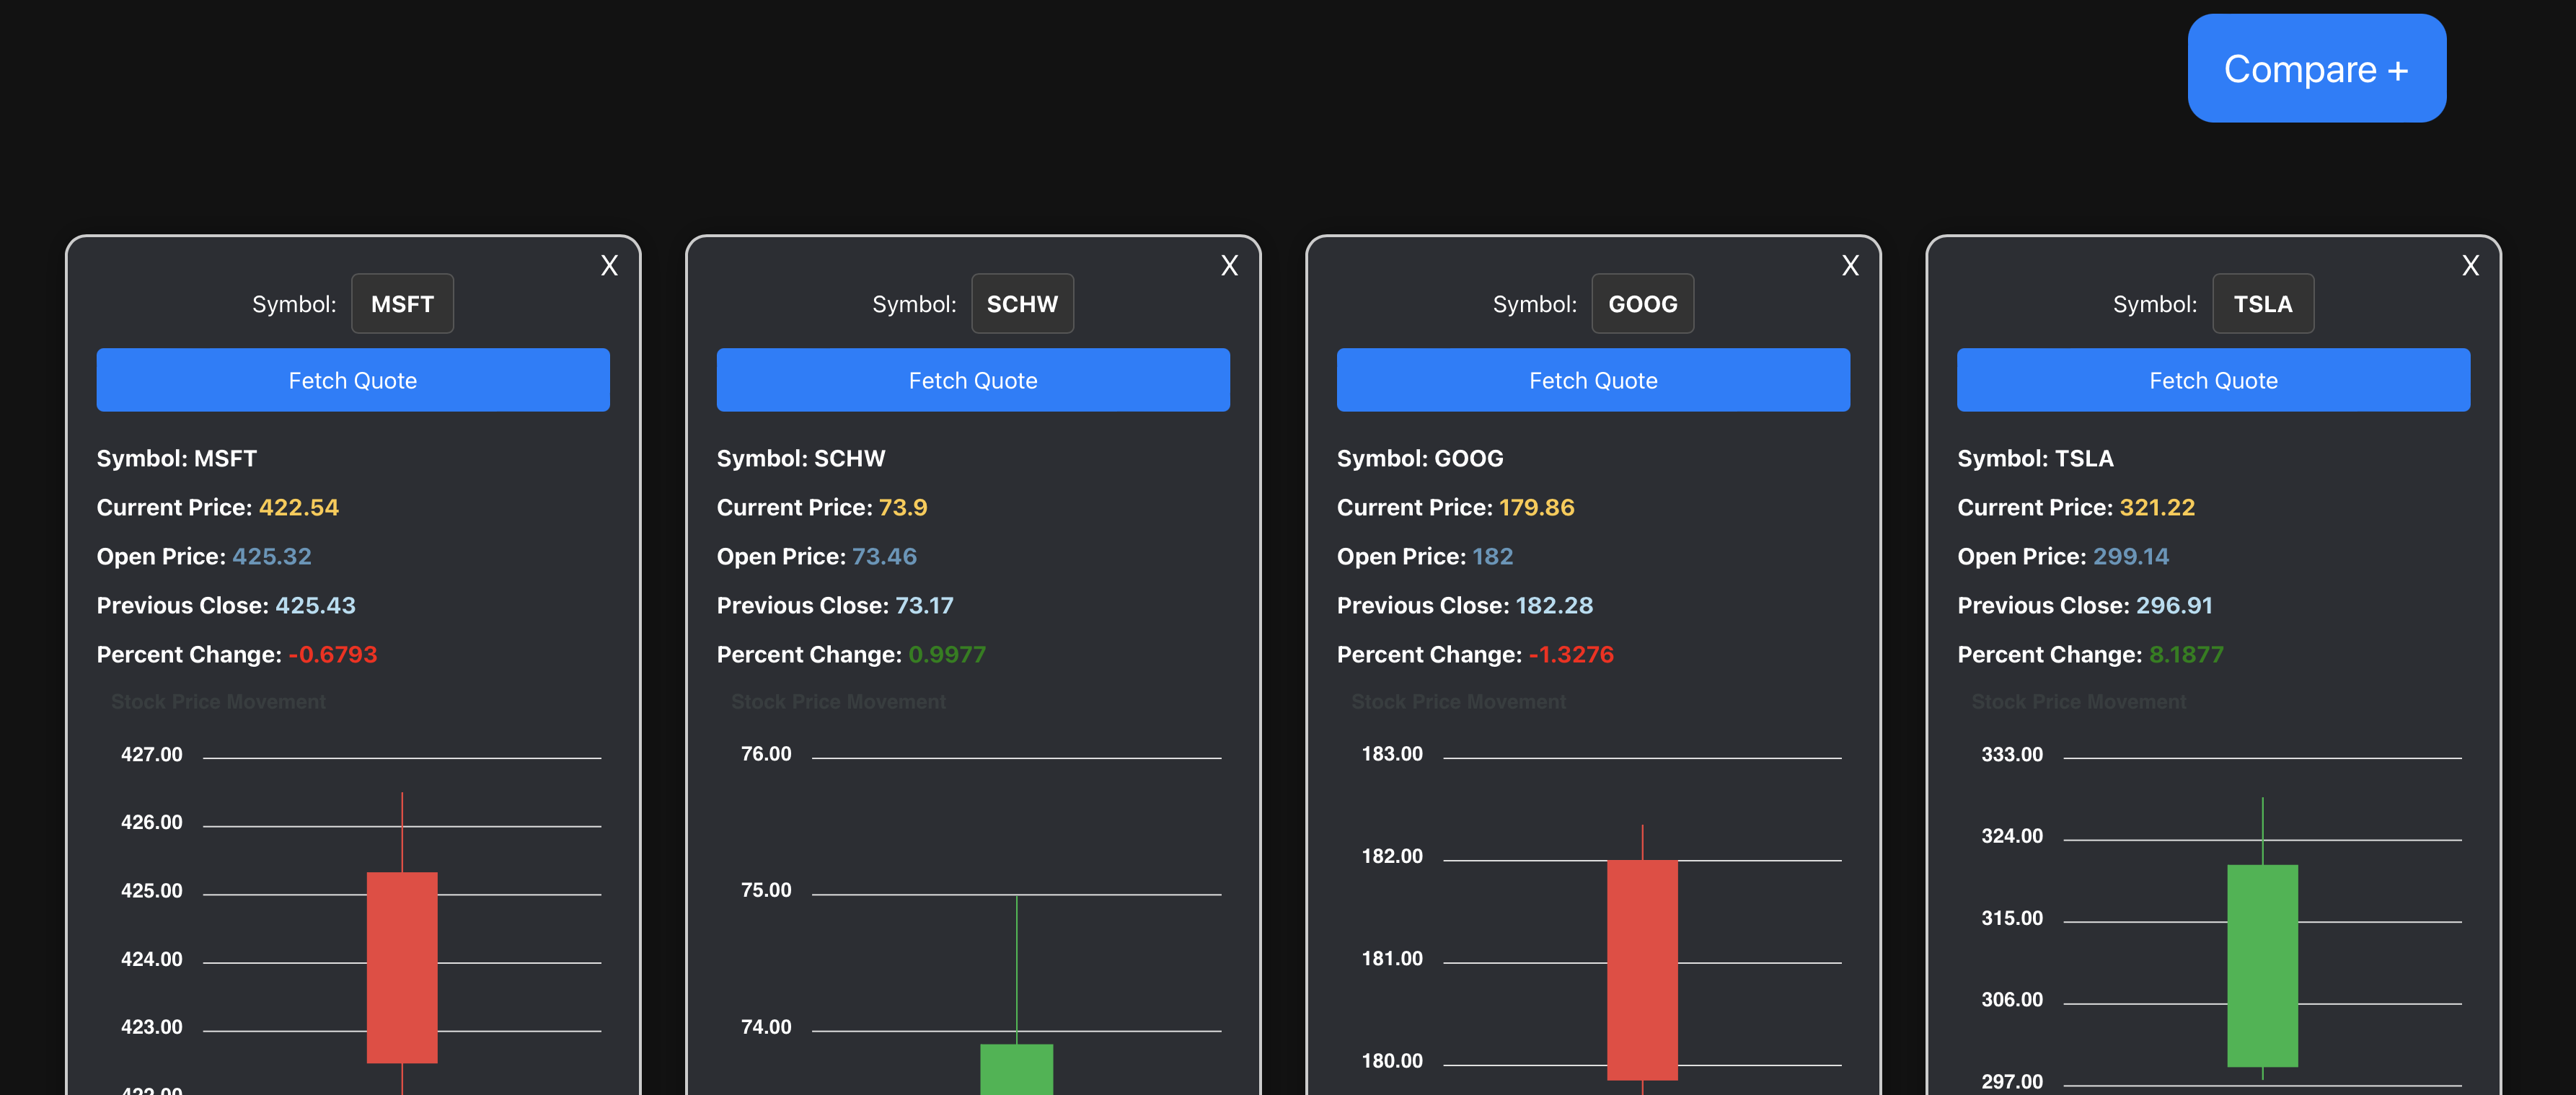 Compare +
X
Symbol: MSFT
Fetch Quote
Symbol: MSFT
Current Price: 422.54
Open Price: 425.32
Previous Close: 425.43
Percent Change: -0.6793
Stock Price Movement
427.00
426.00
425.00
424.00
423.00
422.00
X
Symbol: SCHW
Fetch Quote
Symbol: SCHW
Current Price: 73.9
Open Price: 73.46
Previous Close: 73.17
Percent Change: 0.9977
Stock Price Movement
76.00
75.00
74.00
X
Symbol: GOOG
Fetch Quote
Symbol: GOOG
Current Price: 179.86
Open Price: 182
Previous Close: 182.28
Percent Change: -1.3276
Stock Price Movement
183.00
182.00
181.00
180.00
X
Symbol: TSLA
Fetch Quote
Symbol: TSLA
Current Price: 321.22
Open Price: 299.14
Previous Close: 296.91
Percent Change: 8.1877
Stock Price Movement
333.00
324.00
315.00
306.00
297.00